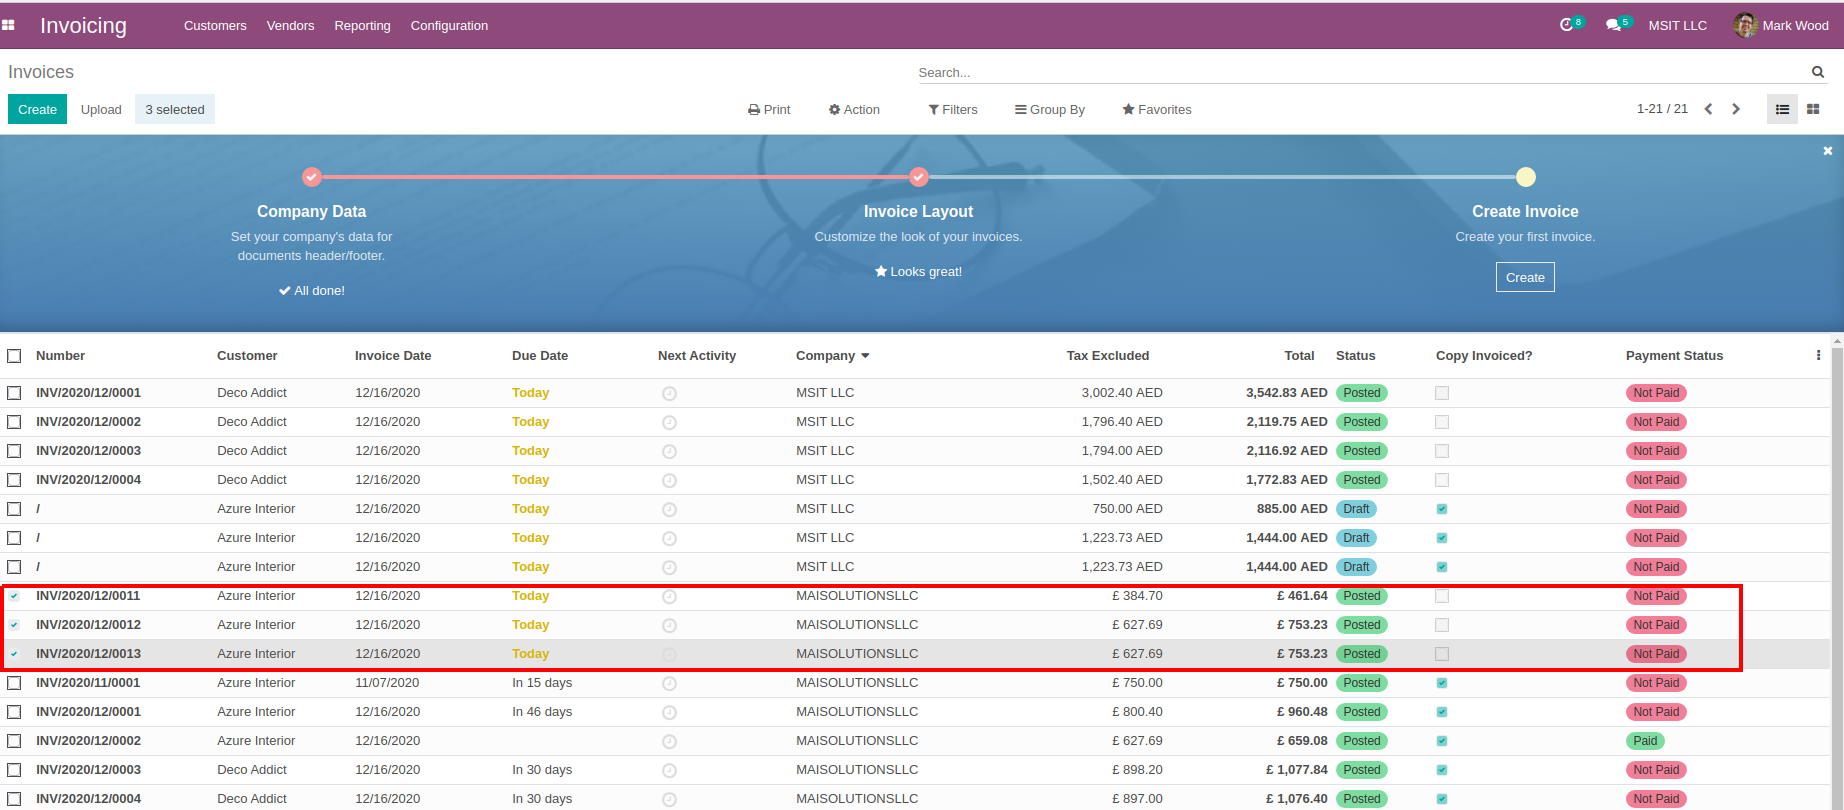 Invoicing Customers Vendors Reporting Configuration 8 5 MSIT LLC Mark Wood
Invoices Search...
Create Upload 3 selected Print Action Filters Group By Favorites 1-21 / 21
Company Data Invoice Layout Create Invoice
Set your company's data for Customize the look of your invoices. Create your first invoice.
documents header/footer.
Looks great! Create
All done!
Number Customer Invoice Date Due Date Next Activity Company Tax Excluded Total Status Copy Invoiced? Payment Status
INV/2020/12/0001 Deco Addict 12/16/2020 Today MSIT LLC 3,002.40 AED 3,542.83 AED Posted Not Paid
INV/2020/12/0002 Deco Addict 12/16/2020 Today MSIT LLC 1,796.40 AED 2,119.75 AED Posted Not Paid
INV/2020/12/0003 Deco Addict 12/16/2020 Today MSIT LLC 1,794.00 AED 2,116.92 AED Posted Not Paid
INV/2020/12/0004 Deco Addict 12/16/2020 Today MSIT LLC 1,502.40 AED 1,772.83 AED Posted Not Paid
/ Azure Interior 12/16/2020 Today MSIT LLC 750.00 AED 885.00 AED Draft Not Paid
/ Azure Interior 12/16/2020 Today MSIT LLC 1,223.73 AED 1,444.00 AED Draft Not Paid
/ Azure Interior 12/16/2020 Today MSIT LLC 1,223.73 AED 1,444.00 AED Draft Not Paid
INV/2020/12/0011 Azure Interior 12/16/2020 Today MAISOLUTIONSLLC £ 384.70 £ 461.64 Posted Not Paid
INV/2020/12/0012 Azure Interior 12/16/2020 Today MAISOLUTIONSLLC £ 627.69 £ 753.23 Posted Not Paid
INV/2020/12/0013 Azure Interior 12/16/2020 Today MAISOLUTIONSLLC £ 627.69 £ 753.23 Posted Not Paid
INV/2020/11/0001 Azure Interior 11/07/2020 In 15 days MAISOLUTIONSLLC £ 750.00 £ 750.00 Posted Not Paid
INV/2020/12/0001 Azure Interior 12/16/2020 In 46 days MAISOLUTIONSLLC £ 800.40 £ 960.48 Posted Not Paid
INV/2020/12/0002 Azure Interior 12/16/2020 MAISOLUTIONSLLC £ 627.69 £ 659.08 Posted Paid
INV/2020/12/0003 Deco Addict 12/16/2020 In 30 days MAISOLUTIONSLLC £ 898.20 £ 1,077.84 Posted Not Paid
INV/2020/12/0004 Deco Addict 12/16/2020 In 30 days MAISOLUTIONSLLC £ 897.00 £ 1,076.40 Posted Not Paid